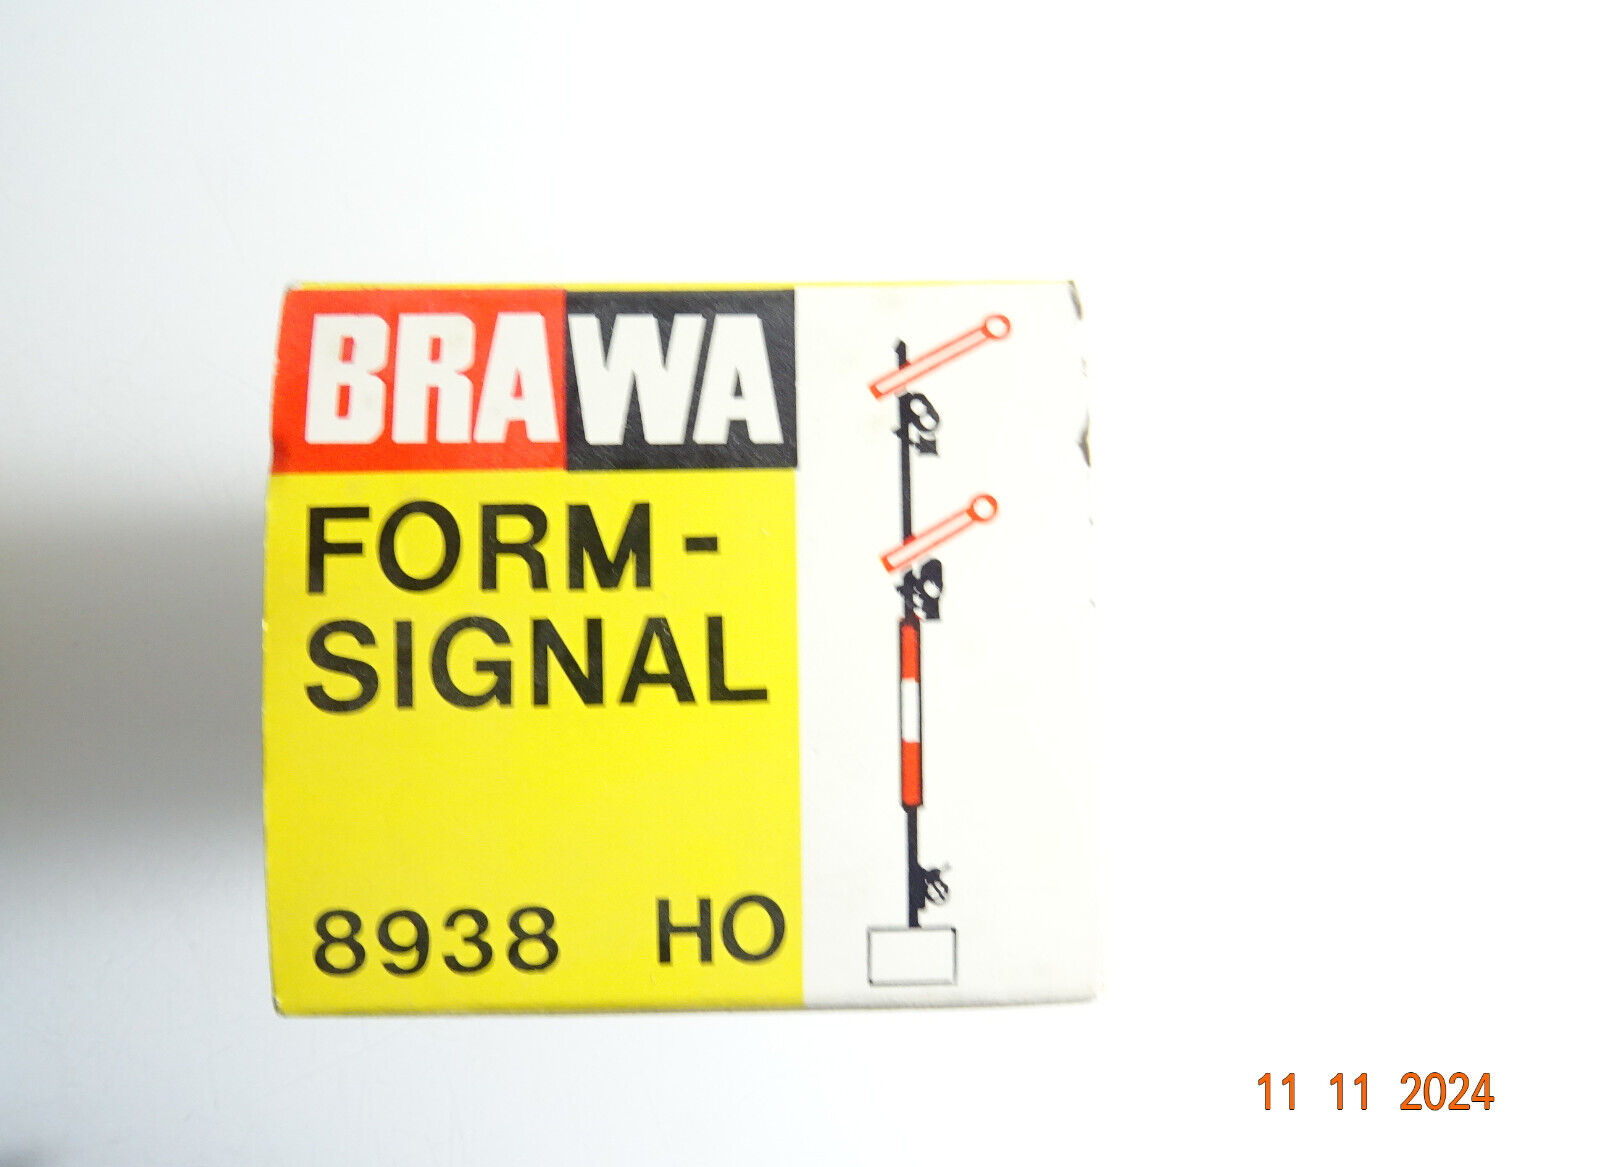 BRAWA
FORM-
SIGNAL
8938 HO
11 11 2024